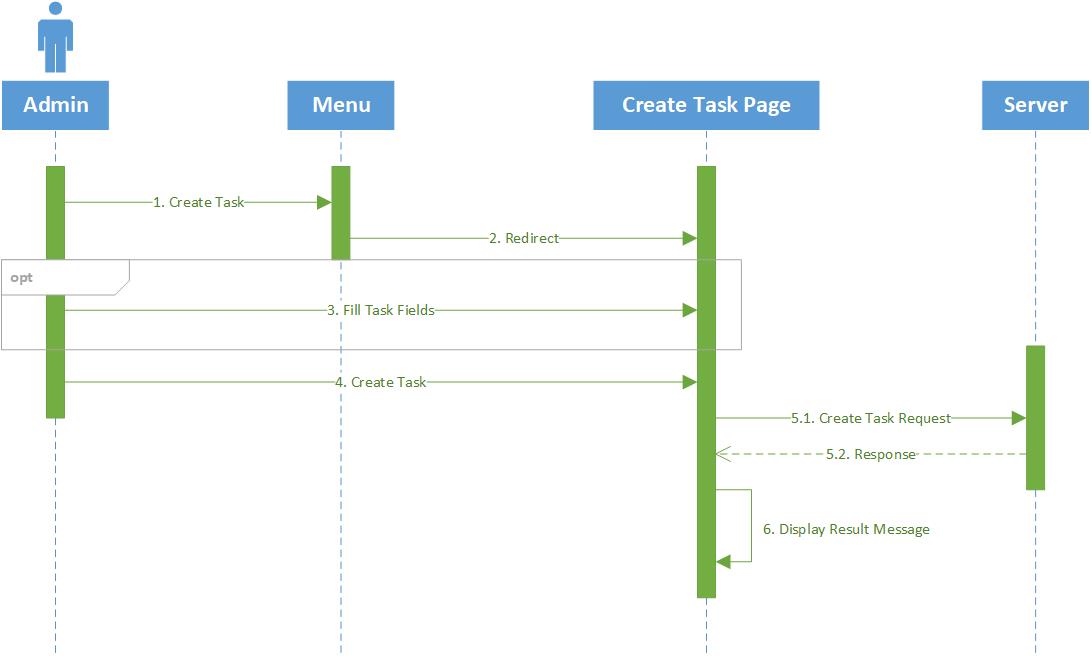 Admin
Menu
Create Task Page
Server
1. Create Task
2. Redirect
opt
3. Fill Task Fields
4. Create Task
5.1. Create Task Request
5.2. Response
6. Display Result Message